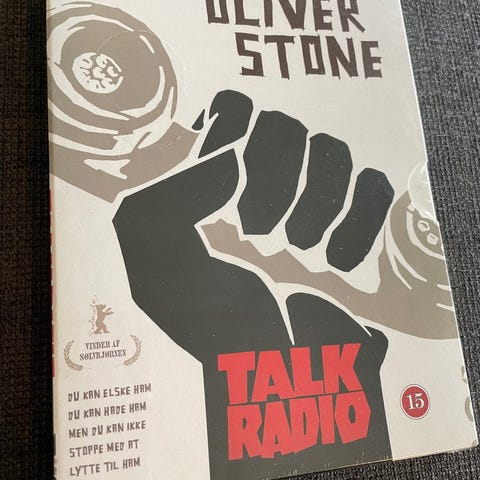 OLIVER
STONE
VINDER AF
SØLVBJØRNEN
DU KAN ELSKE HAM
DU KAN HADE HAM
MEN DU KAN IKKE
STOPPE MED AT
LYTTE TIL HAM
TALK
RADIO
15